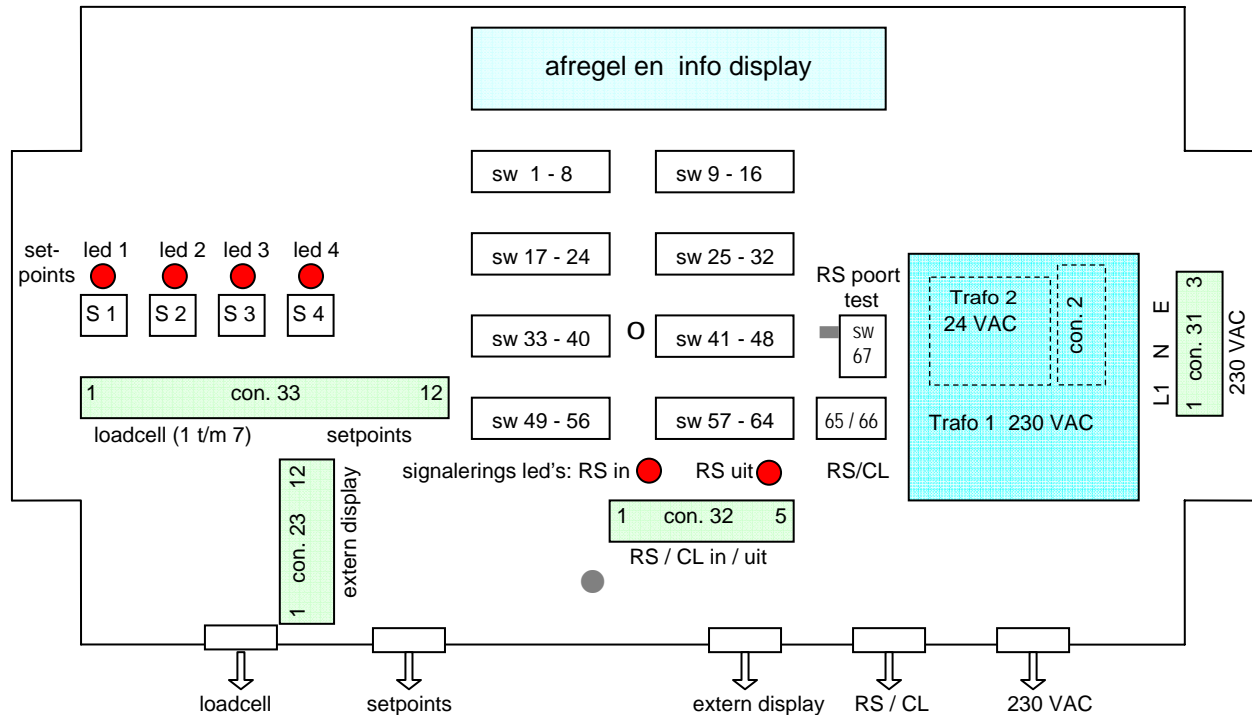 afregel en info display
sw 1 - 8
sw 9 - 16
set-
points
led 1
led 2
led 3
led 4
sw 17 - 24
sw 25 - 32
RS poort
test
S 1
S 2
S 3
S 4
sw 33 - 40
o
sw 41 - 48
sw
67
Trafo 2
24 VAC
con. 2
Trafo 1 230 VAC
L1 N E
1 con. 31 3
230 VAC
1 con. 33 12
loadcell (1 t/m 7)
setpoints
sw 49 - 56
sw 57 - 64
65 / 66
signalerings led's: RS in
RS uit
RS/CL
1 con. 23 12
extern display
1 con. 32 5
RS / CL in / uit
loadcell
setpoints
extern display
RS / CL
230 VAC